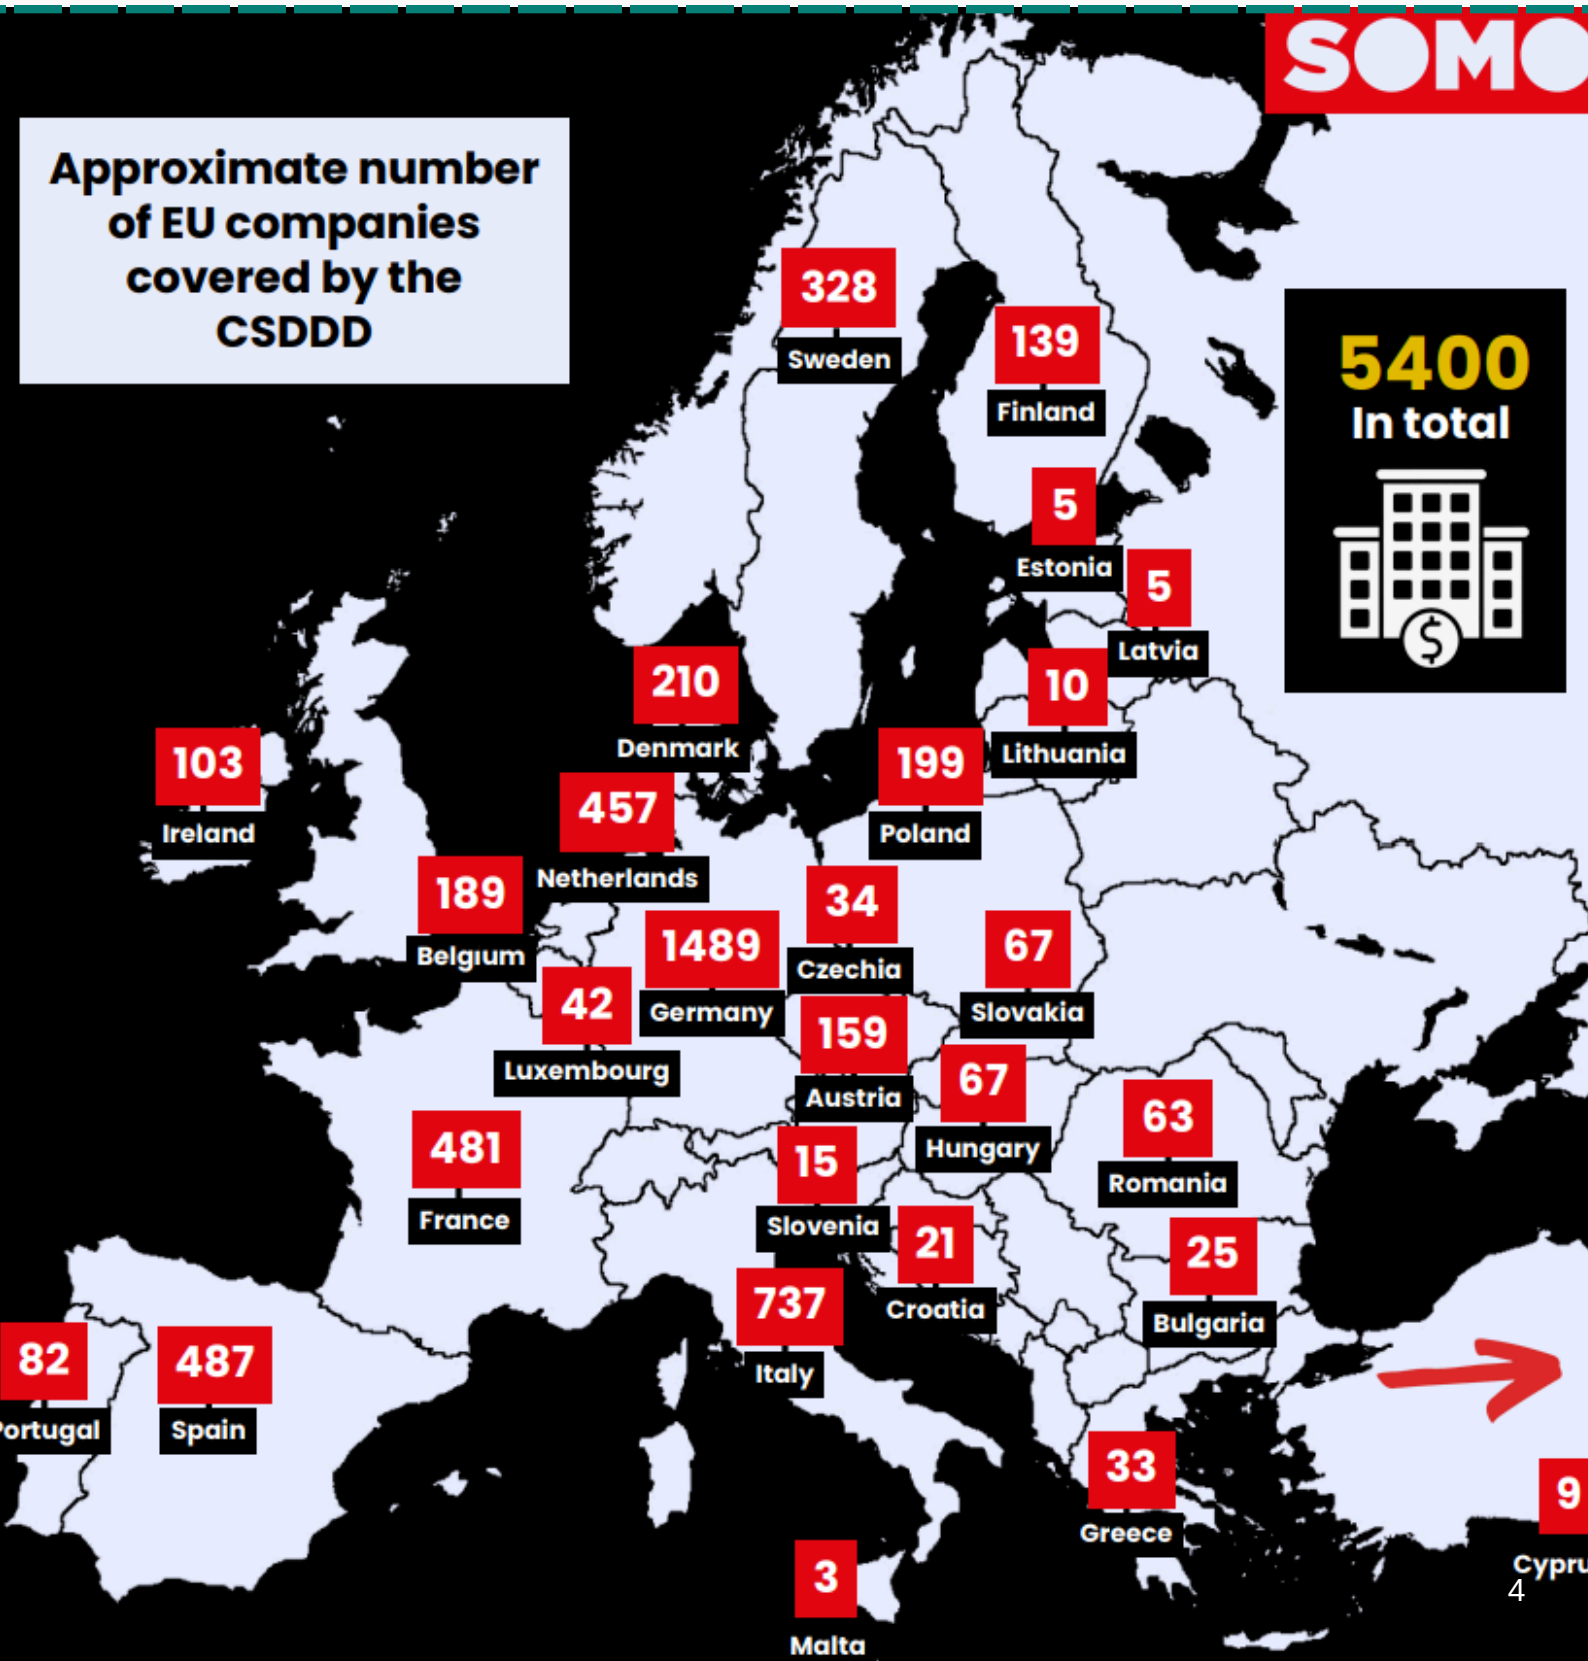 SOMO
Approximate number
of EU companies
covered by the
CSDDD
5400
In total
$
328
Sweden
139
Finland
5
Estonia
5
Latvia
10
Lithuania
210
Denmark
103
Ireland
199
Poland
457
Netherlands
189
Belgium
34
Czechia
1489
Germany
67
Slovakia
42
Luxembourg
159
Austria
67
Hungary
63
Romania
481
France
15
Slovenia
21
Croatia
25
Bulgaria
737
Italy
82
Portugal
487
Spain
33
Greece
9
Cypru
3
Malta
4